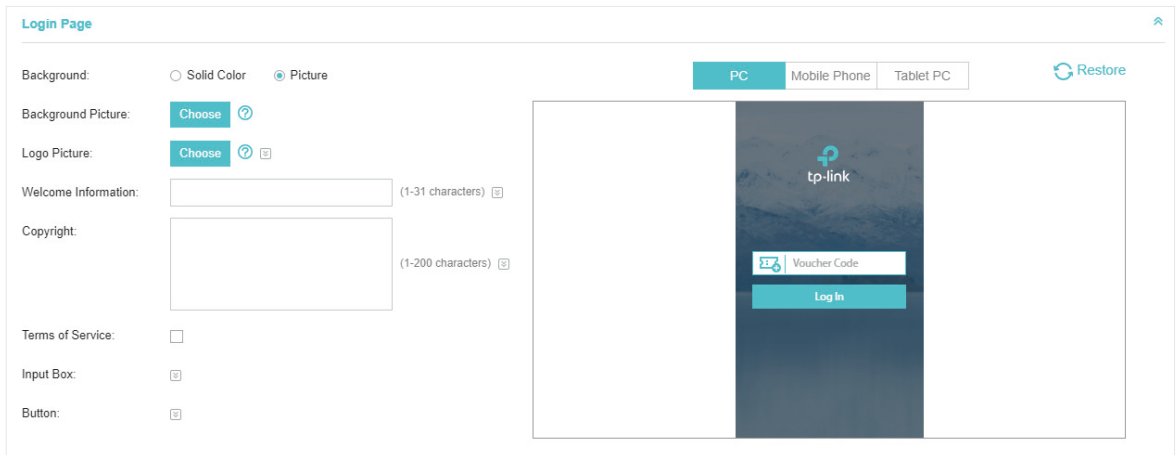 Login Page
Background:
Solid Color
Picture
Background Picture:
Choose
Logo Picture:
Choose
Welcome Information:
(1-31 characters)
Copyright:
(1-200 characters)
Terms of Service:
Input Box:
Button:
PC
Mobile Phone
Tablet PC
Restore
tp-link
Voucher Code
Log In